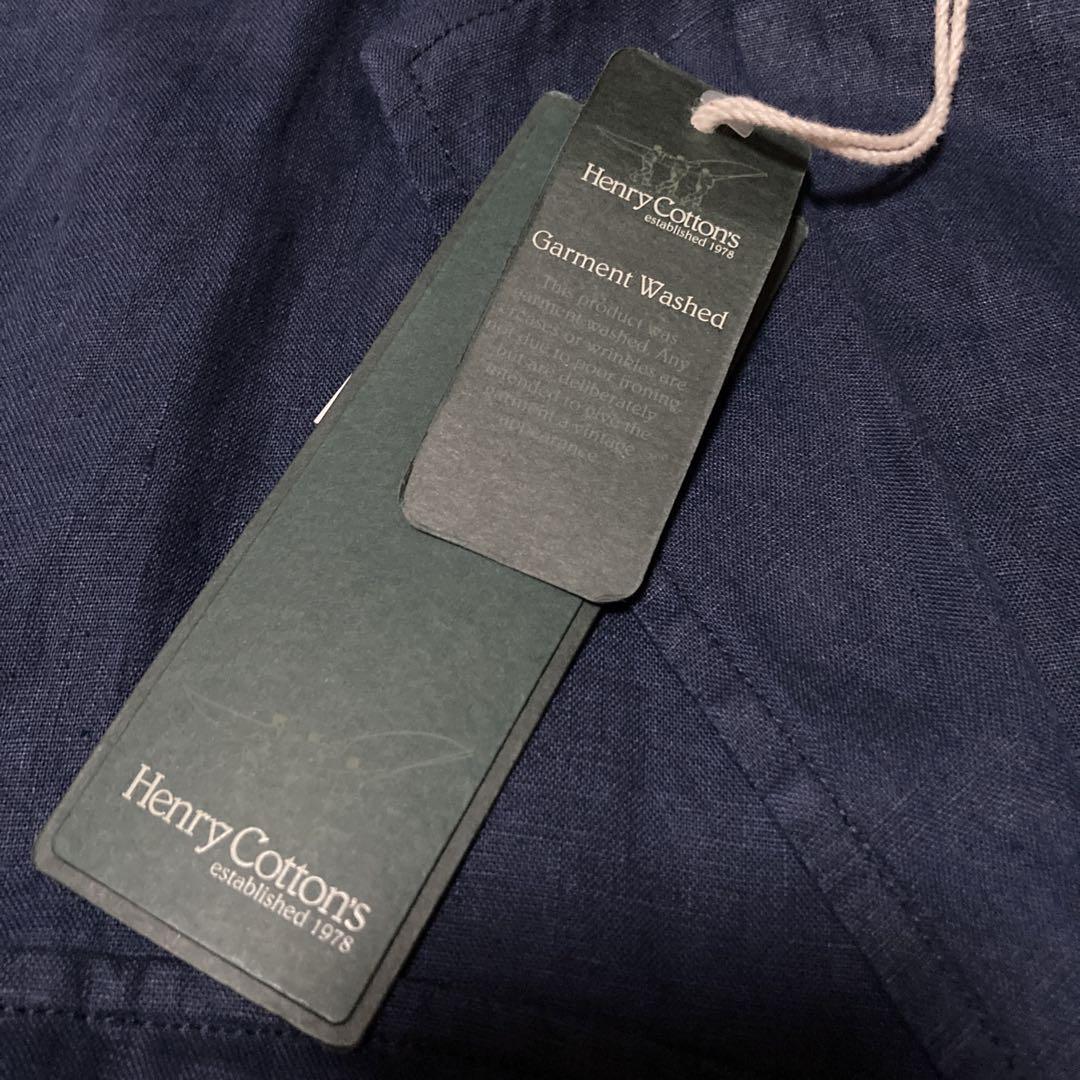 Henry Cotton's
established 1978
Garment Washed
This product was
garment washed. Any
creases or wrinkles are
not due to poor ironing,
but are deliberately
intended to give the
garment a vintage
appearance
Henry Cotton's
established 1978